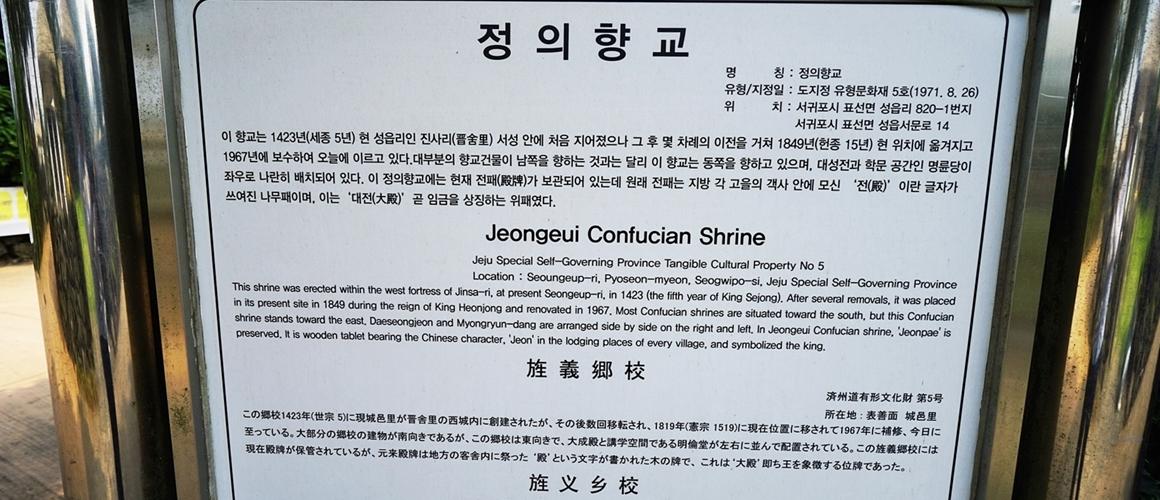 정의향교
명 칭 : 정의향교
유형/지정일 : 도지정 유형문화재 5호(1971. 8. 26)
위 치 : 서귀포시 표선면 성읍리 820-1번지
서귀포시 표선면 성읍서문로 14
이 향교는 1423년(세종 5년) 현 성읍리인 진사리(晋舍里) 서성 안에 처음 지어졌으나 그 후 몇 차례의 이전을 거쳐 1849년(헌종 15년) 현 위치에 옮겨지고
1967년에 보수하여 오늘에 이르고 있다.대부분의 향교건물이 남쪽을 향하는 것과는 달리 이 향교는 동쪽을 향하고 있으며, 대성전과 학문 공간인 명륜당이
좌우로 나란히 배치되어 있다. 이 정의향교에는 현재 전패(殿牌)가 보관되어 있는데 원래 전패는 지방 각 고을의 객사 안에 모신 '전(殿)' 이란 글자가
쓰여진 나무패이며, 이는 '대전(大殿)' 곧 임금을 상징하는 위패였다.
Jeongeui Confucian Shrine
Jeju Special Self-Governing Province Tangible Cultural Property No 5
Location : Seoungeup-ri, Pyoseon-myeon, Seogwipo-si, Jeju Special Self-Governing Province
This shrine was erected within the west fortress of Jinsa-ri, at present Seongeup-ri, in 1423 (the fifth year of King Sejong). After several removals, it was placed
in its present site in 1849 during the reign of King Heonjong and renovated in 1967. Most Confucian shrines are situated toward the south, but this Confucian
shrine stands toward the east. Daeseongjeon and Myongryun-dang are arranged side by side on the right and left. In Jeongeui Confucian shrine, 'Jeonpae' is
preserved. It is wooden tablet bearing the Chinese character, 'Jeon' in the lodging places of every village, and symbolized the king.
旌義郷校
済州道有形文化財 第5号
所在地 : 表善面 城邑里
この郷校1423年(世宗 5)に現城邑里が晋舎里の西城内に創建されたが、その後数回移転され、1819年(憲宗 1519)に現在位置に移されて1967年に補修、今日に
至っている。大部分の郷校の建物が南向きであるが、この郷校は東向きで、大成殿と講学空間である明倫堂が左右に並んで配置されている。この旌義郷校には
現在殿牌が保管されているが、元来殿牌は地方の客舎内に祭った '殿' という文字が書かれた木の牌で、これは '大殿' 即ち王を象徴する位牌であった。
旌义乡校